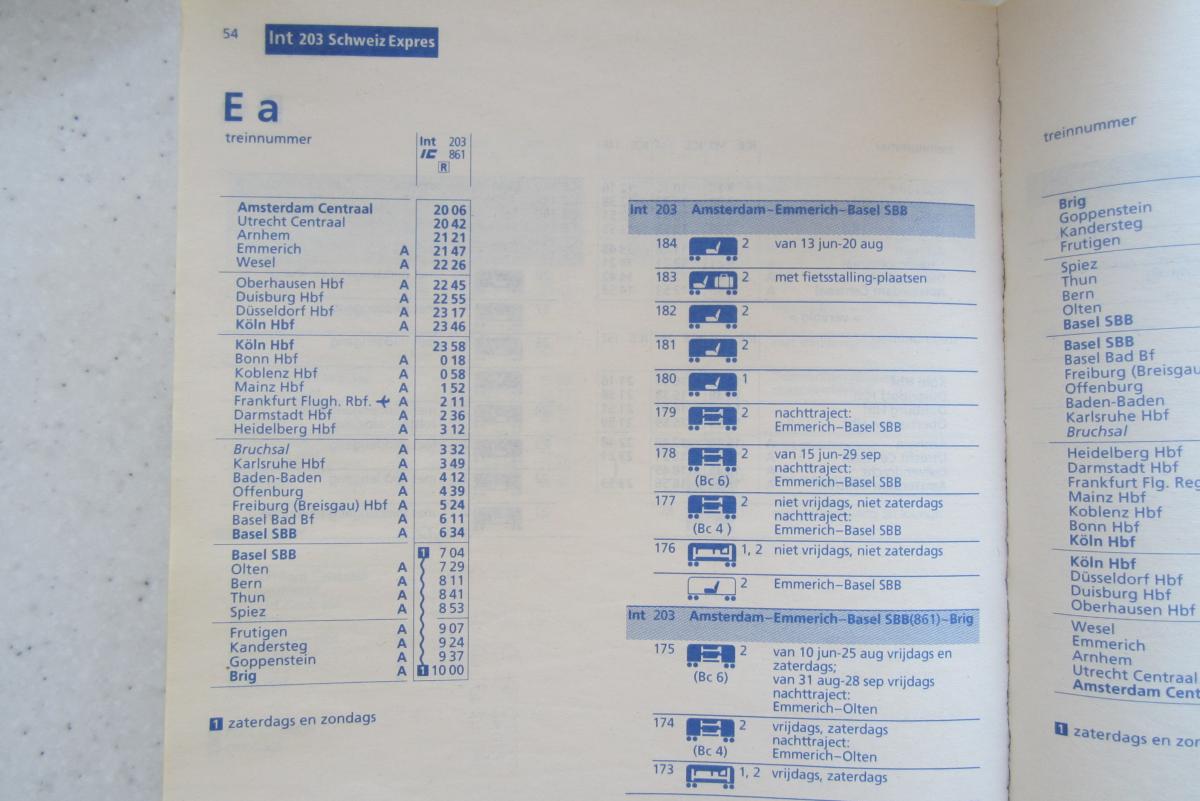 54
Int 203 Schweiz Expres
E a
treinnummer
Int 203
IC 861
R
Amsterdam Centraal 20 06
Utrecht Centraal 20 42
Arnhem 21 21
Emmerich A 21 47
Wesel A 22 26
Oberhausen Hbf A 22 45
Duisburg Hbf A 22 55
Düsseldorf Hbf A 23 17
Köln Hbf A 23 46
Köln Hbf 23 58
Bonn Hbf A 0 18
Koblenz Hbf A 0 58
Mainz Hbf A 1 52
Frankfurt Flugh. Rbf. A 2 11
Darmstadt Hbf A 2 36
Heidelberg Hbf A 3 12
Bruchsal A 3 32
Karlsruhe Hbf A 3 49
Baden-Baden A 4 12
Offenburg A 4 39
Freiburg (Breisgau) Hbf A 5 24
Basel Bad Bf A 6 11
Basel SBB A 6 34
Basel SBB 1 7 04
Olten A 7 29
Bern A 8 11
Thun A 8 41
Spiez A 8 53
Frutigen A 9 07
Kandersteg A 9 24
Goppenstein A 9 37
Brig A 1 10 00
1 zaterdags en zondags
Int 203 Amsterdam–Emmerich–Basel SBB
184 2 van 13 jun-20 aug
183 2 met fietsstalling-plaatsen
182 2
181 2
180 1
179 2 nachttraject:
Emmerich–Basel SBB
178 2 van 15 jun-29 sep
nachttraject:
(Bc 6) Emmerich–Basel SBB
177 2 niet vrijdags, niet zaterdags
nachttraject:
(Bc 4) Emmerich–Basel SBB
176 1, 2 niet vrijdags, niet zaterdags
2 Emmerich–Basel SBB
Int 203 Amsterdam–Emmerich–Basel SBB(861)–Brig
175 2 van 10 jun-25 aug vrijdags en
zaterdags;
(Bc 6) van 31 aug-28 sep vrijdags
nachttraject:
Emmerich–Olten
174 2 vrijdags, zaterdags
nachttraject:
(Bc 4) Emmerich–Olten
173 1, 2 vrijdags, zaterdags
treinnummer
Brig
Goppenstein
Kandersteg
Frutigen
Spiez
Thun
Bern
Olten
Basel SBB
Basel SBB
Basel Bad Bf
Freiburg (Breisgau
Offenburg
Baden-Baden
Karlsruhe Hbf
Bruchsal
Heidelberg Hbf
Darmstadt Hbf
Frankfurt Flg. Reg
Mainz Hbf
Koblenz Hbf
Bonn Hbf
Köln Hbf
Köln Hbf
Düsseldorf Hbf
Duisburg Hbf
Oberhausen Hbf
Wesel
Emmerich
Arnhem
Utrecht Centraal
Amsterdam Cent
1 zaterdags en zon